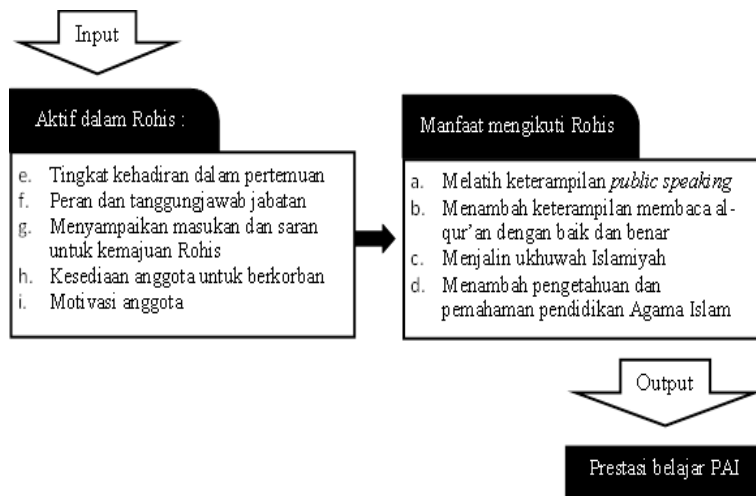 Input
Aktif dalam Rohis :
e. Tingkat kehadiran dalam pertemuan
f. Peran dan tanggungjawab jabatan
g. Menyampaikan masukan dan saran
untuk kemajuan Rohis
h. Kesediaan anggota untuk berkorban
i. Motivasi anggota
Manfaat mengikuti Rohis
a. Melatih keterampilan public speaking
b. Menambah keterampilan membaca al-
qur’an dengan baik dan benar
c. Menjalin ukhuwah Islamiyah
d. Menambah pengetahuan dan
pemahaman pendidikan Agama Islam
Output
Prestasi belajar PAI